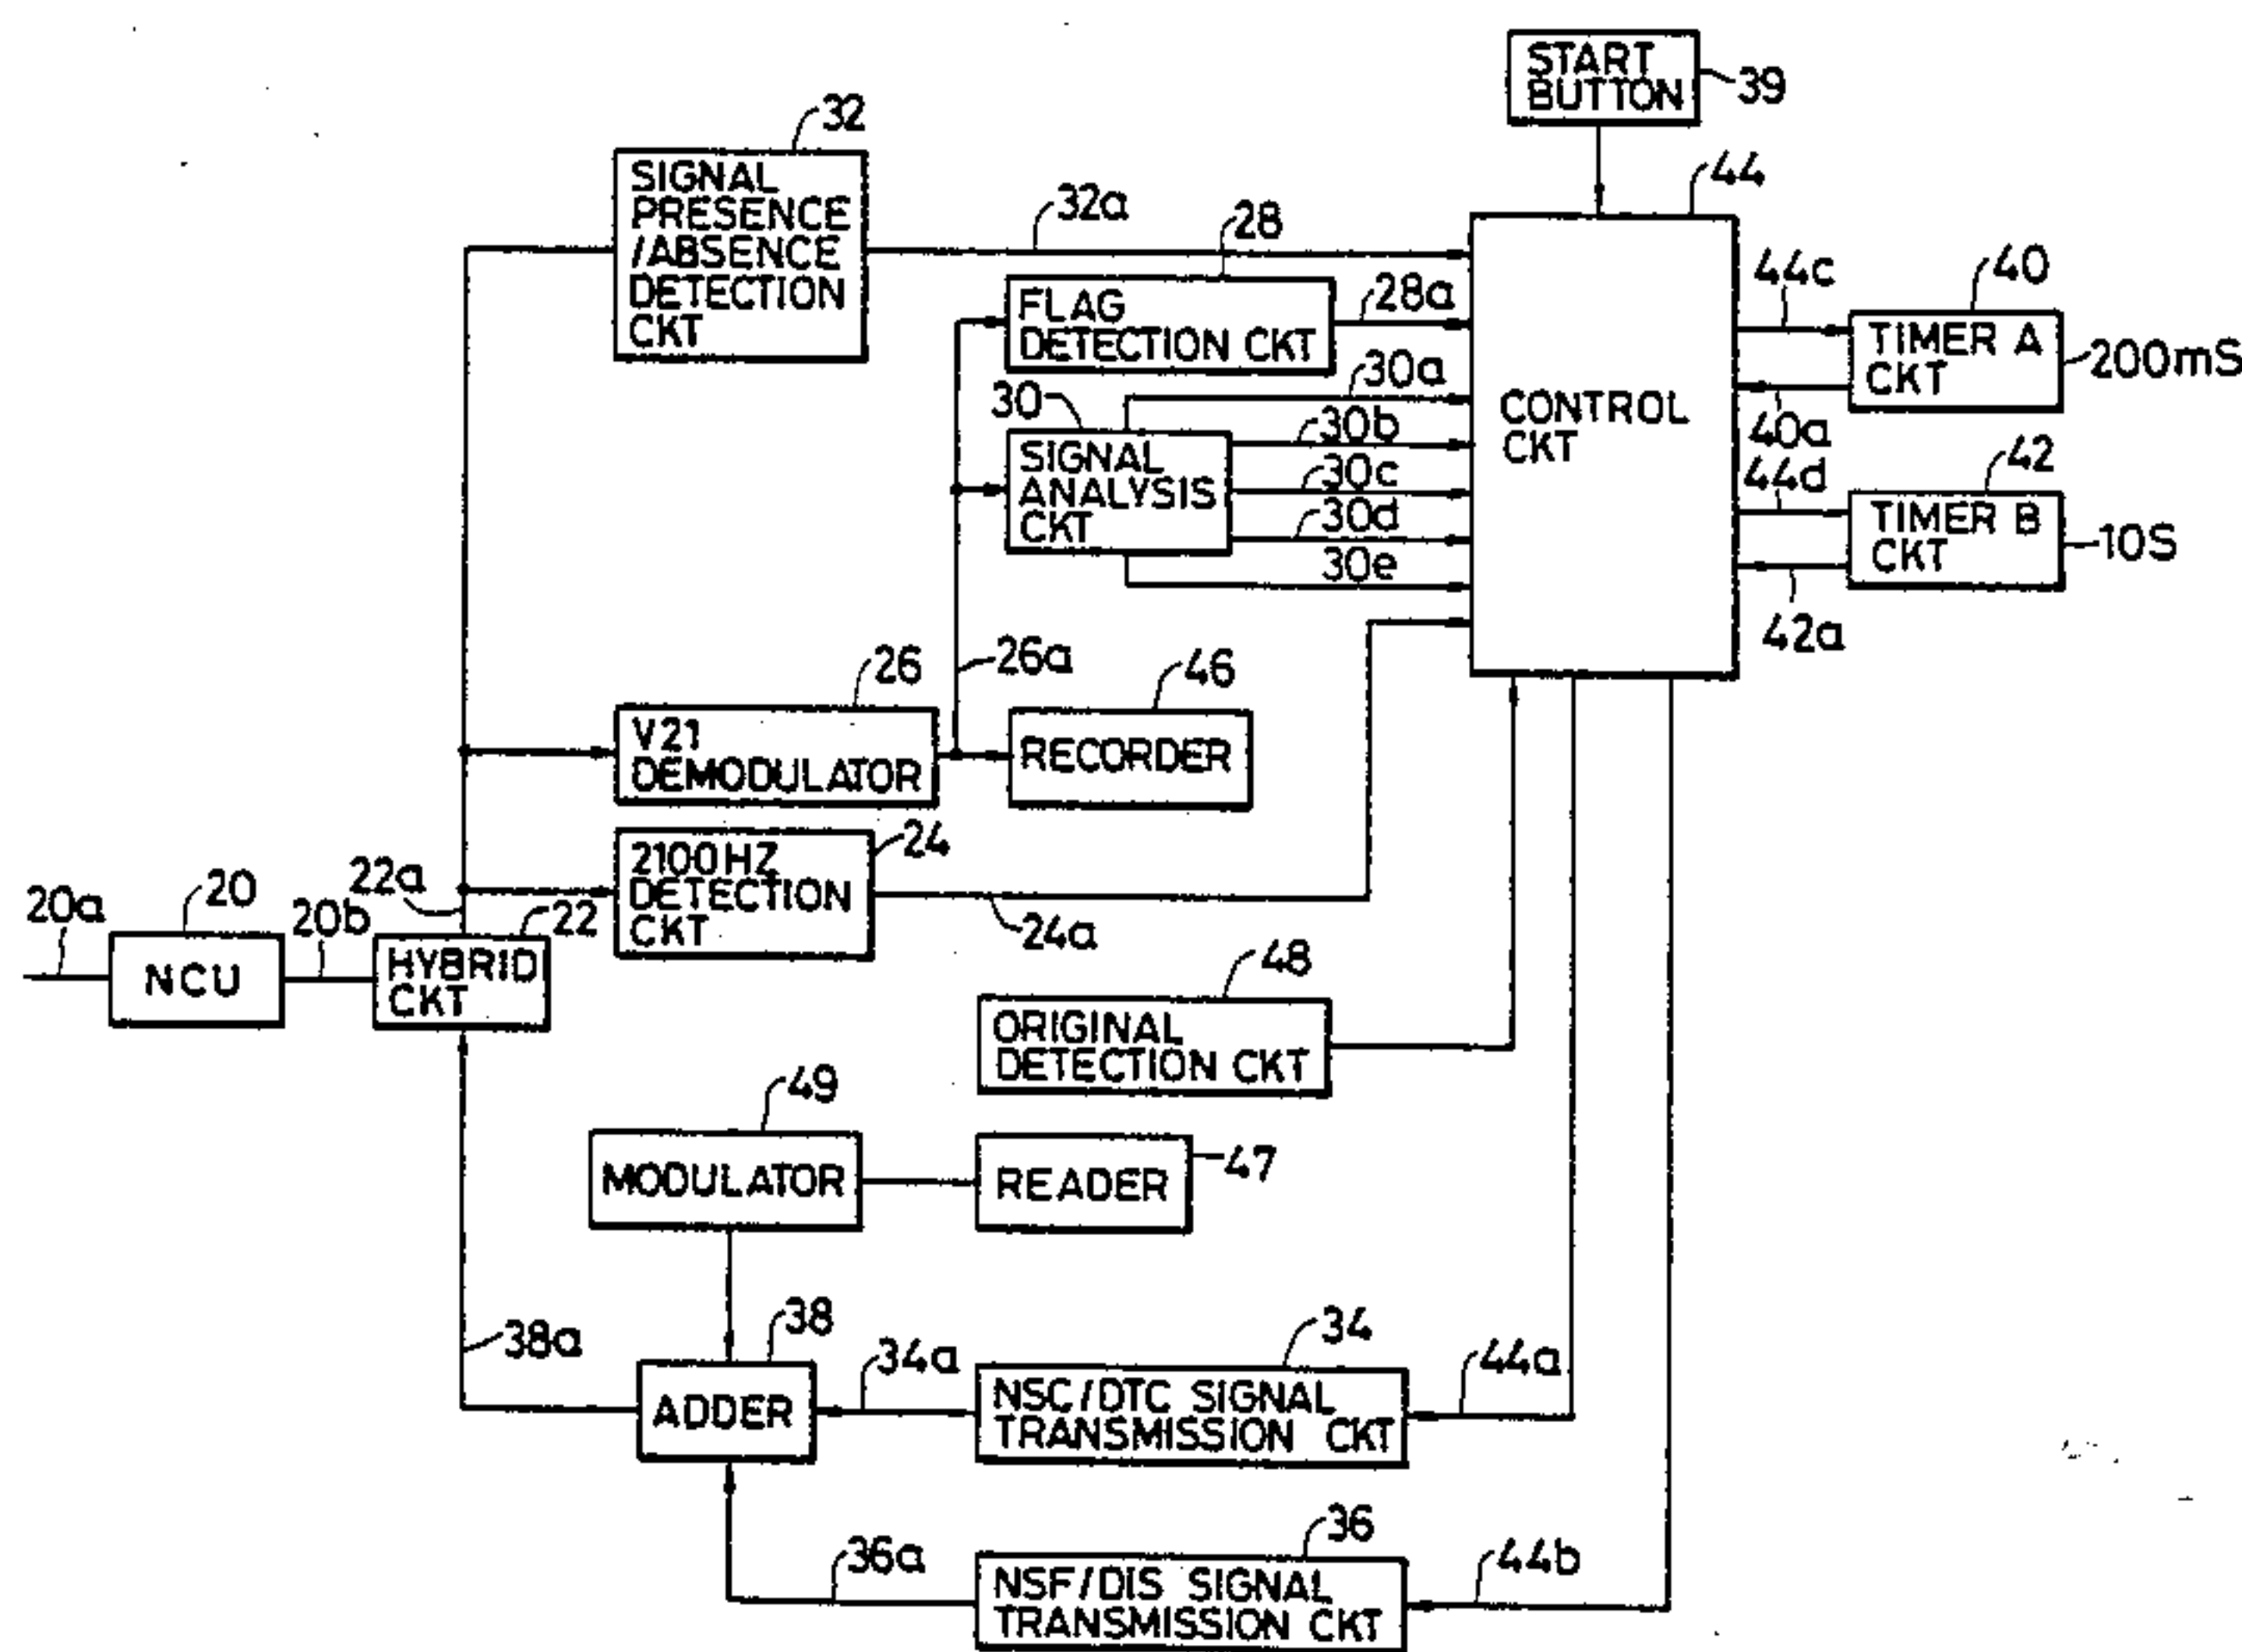 START
BUTTON
39
32
SIGNAL
PRESENCE
/ABSENCE
DETECTION
CKT
32a
28
44
FLAG
DETECTION CKT
28a
44c
40
TIMER A
CKT
200mS
30a
30
30b
SIGNAL
ANALYSIS
CKT
30c
30d
30e
CONTROL
CKT
40a
44d
42
TIMER B
CKT
10S
42a
26
26a
46
V21
DEMODULATOR
RECORDER
2100HZ
DETECTION
CKT
24
24a
22a
20a
20
20b
22
NCU
HYBRID
CKT
48
ORIGINAL
DETECTION CKT
49
MODULATOR
READER
47
38a
38
34a
34
44a
ADDER
NSC/DTC SIGNAL
TRANSMISSION CKT
36a
36
44b
NSF/DIS SIGNAL
TRANSMISSION CKT